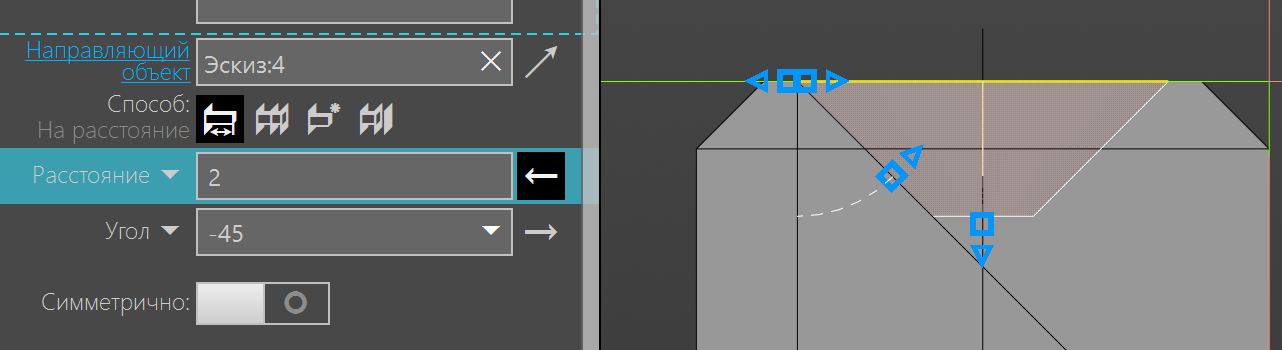 Направляющий
объект
Эскиз:4
Способ:
На расстояние
Расстояние
2
Угол
-45
Симметрично: